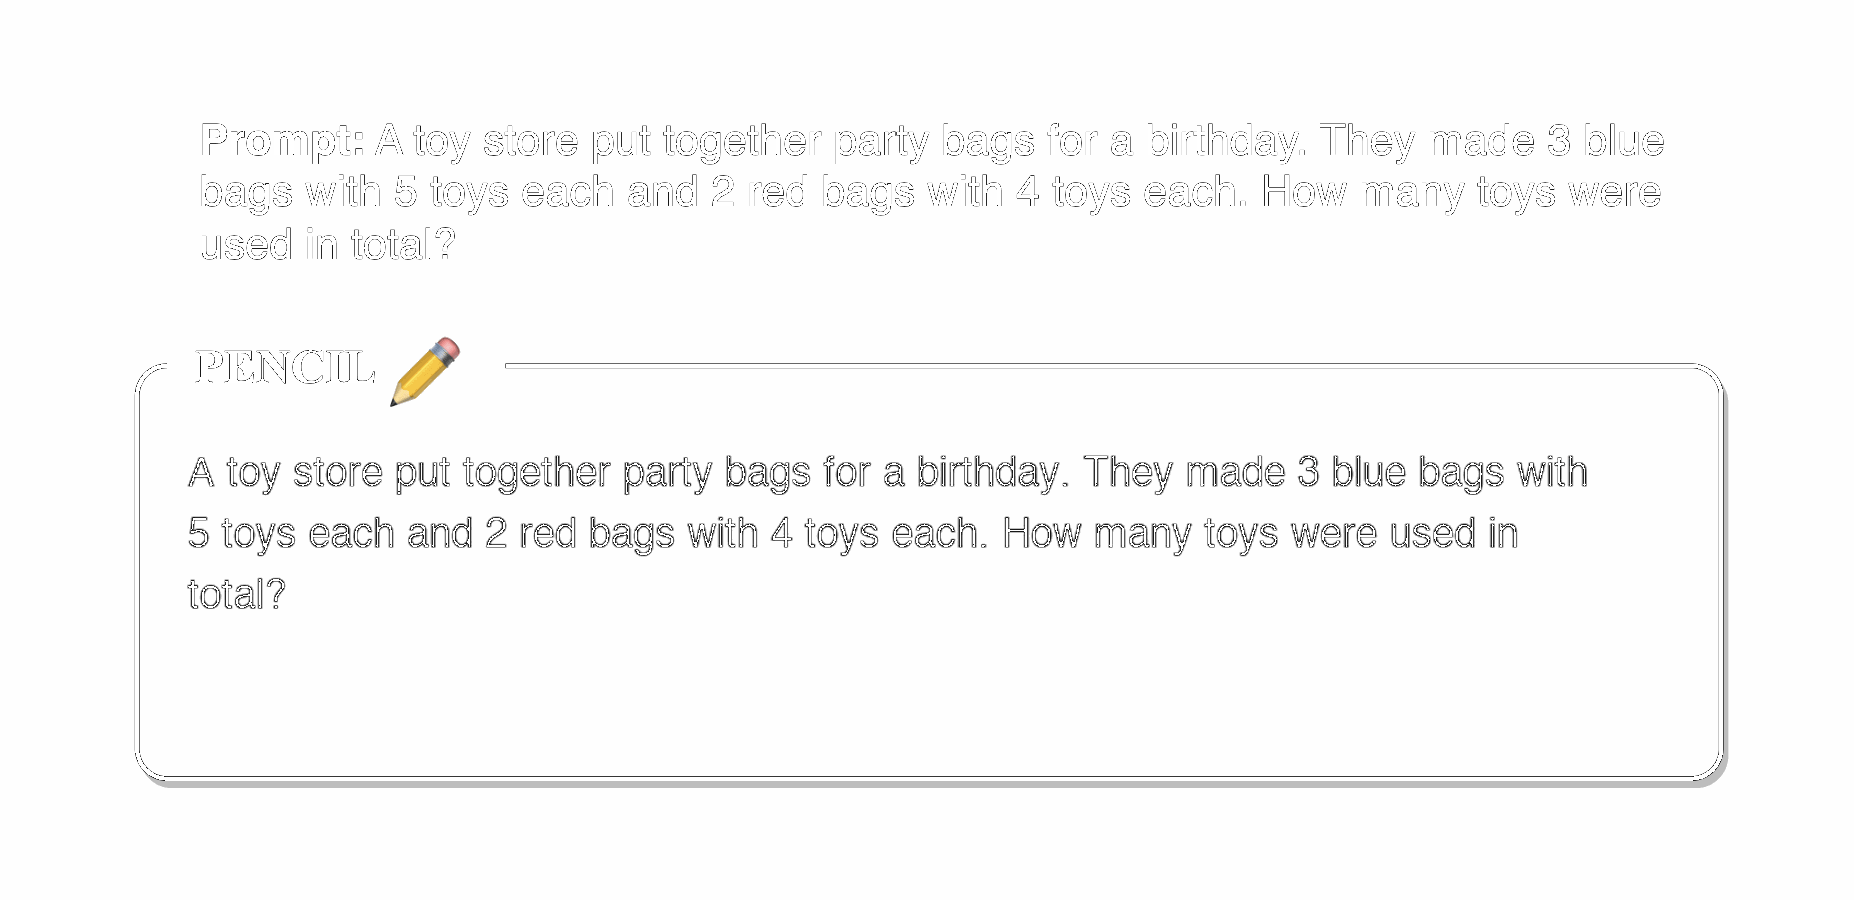 Prompt: A toy store put together party bags for a birthday. They made 3 blue
bags with 5 toys each and 2 red bags with 4 toys each. How many toys were
used in total?
PENCIL
A toy store put together party bags for a birthday. They made 3 blue bags with
5 toys each and 2 red bags with 4 toys each. How many toys were used in
total?